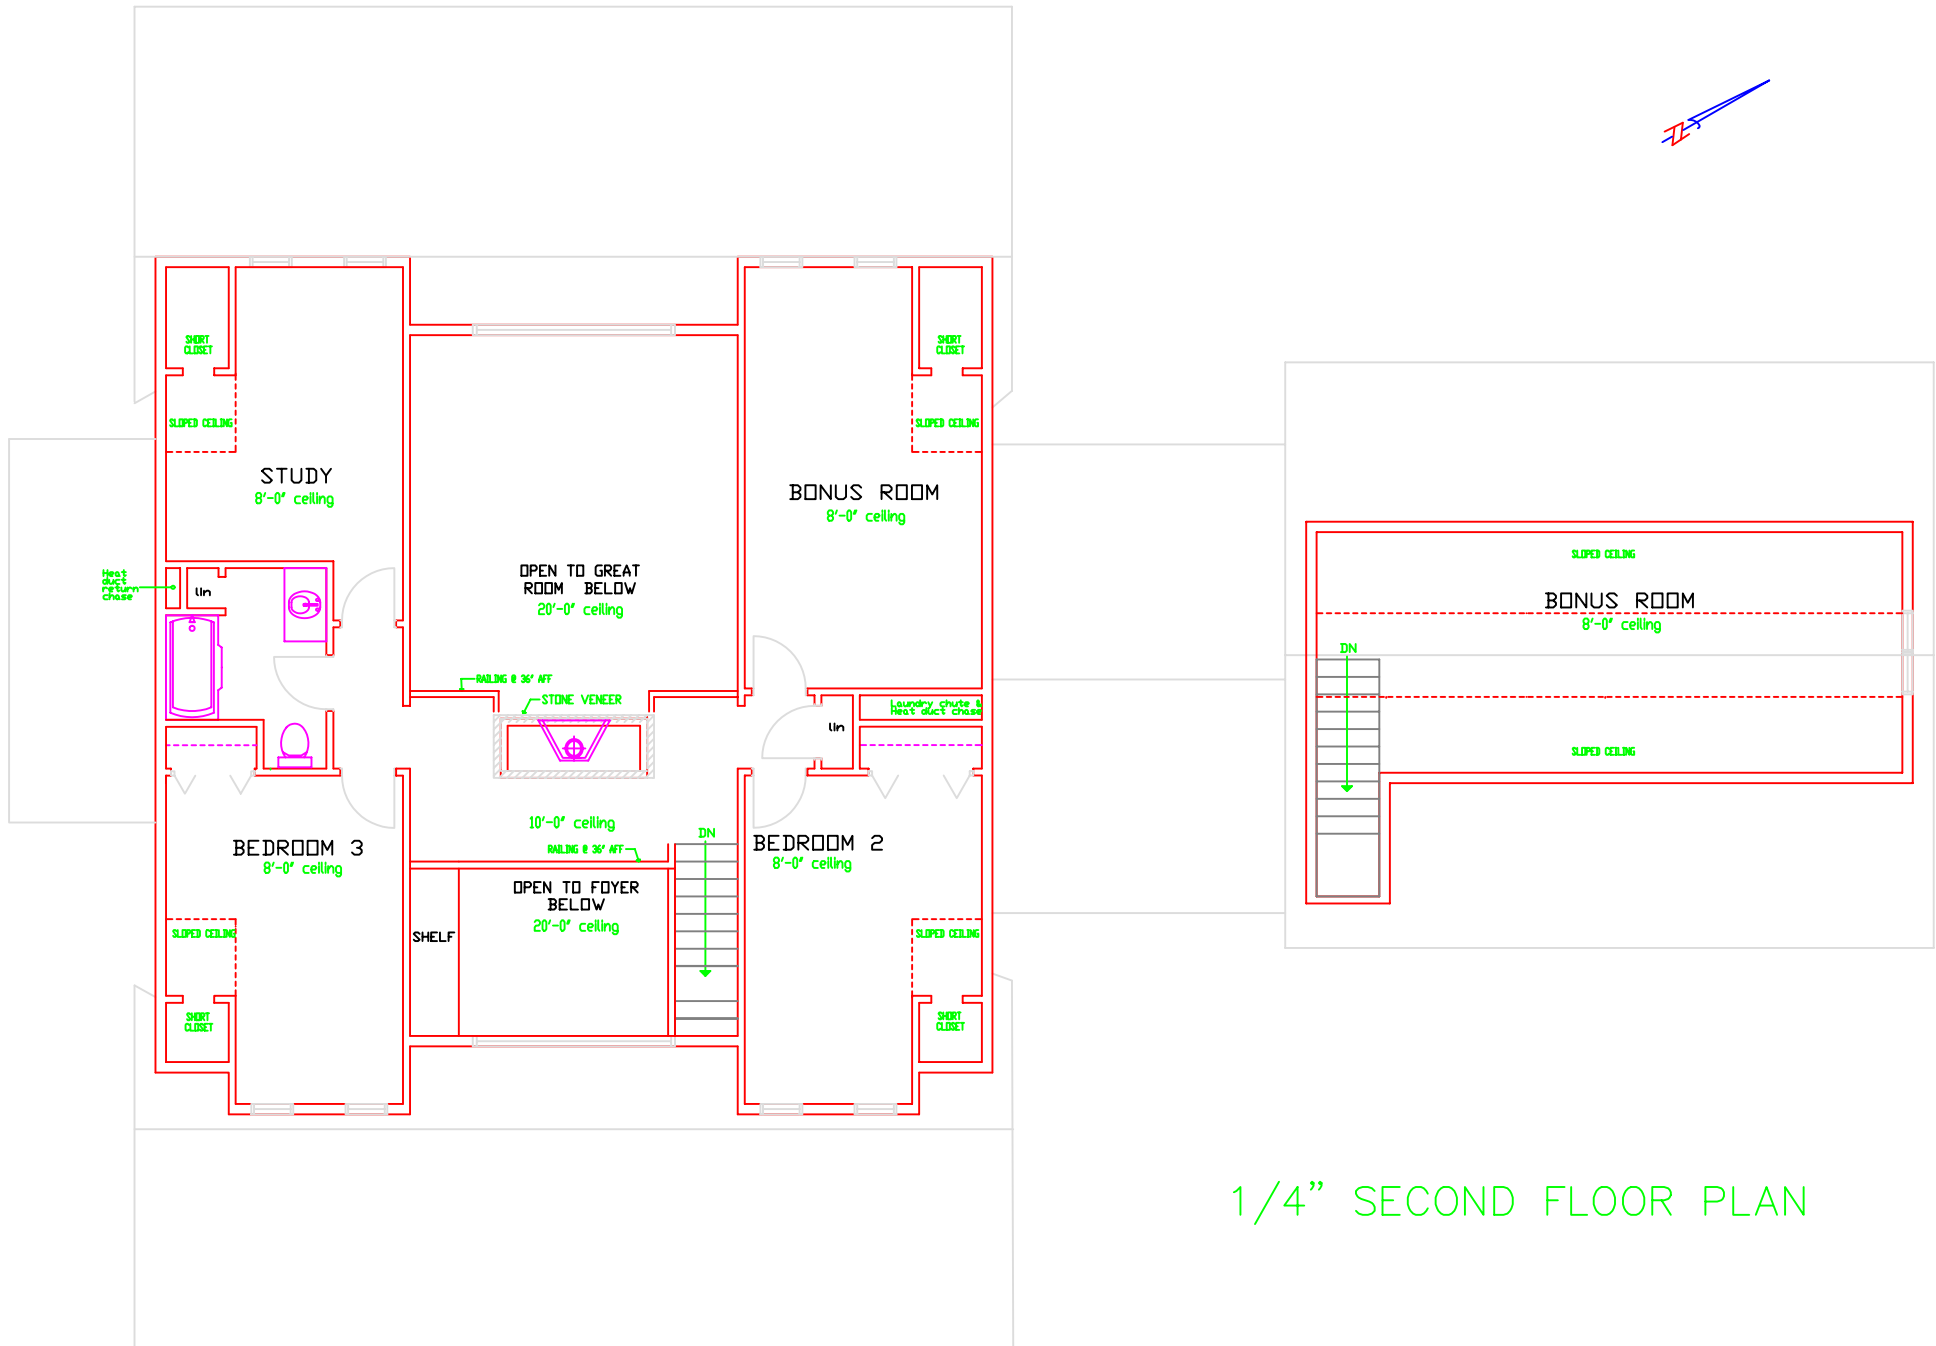 N
SHORT
CLOSET
SHORT
CLOSET
SLOPED CEILING
SLOPED CEILING
STUDY
8'-0" ceiling
BONUS ROOM
8'-0" ceiling
OPEN TO GREAT
ROOM BELOW
20'-0" ceiling
SLOPED CEILING
BONUS ROOM
8'-0" ceiling
Heat
duct
return
chase
lin
DN
RAILING @ 36" AFF
STONE VENEER
Laundry chute &
Heat duct chase
lin
SLOPED CEILING
10'-0" ceiling
RAILING @ 36" AFF
DN
BEDROOM 3
8'-0" ceiling
BEDROOM 2
8'-0" ceiling
OPEN TO FOYER
BELOW
20'-0" ceiling
SHELF
SLOPED CEILING
SLOPED CEILING
SHORT
CLOSET
SHORT
CLOSET
1/4" SECOND FLOOR PLAN